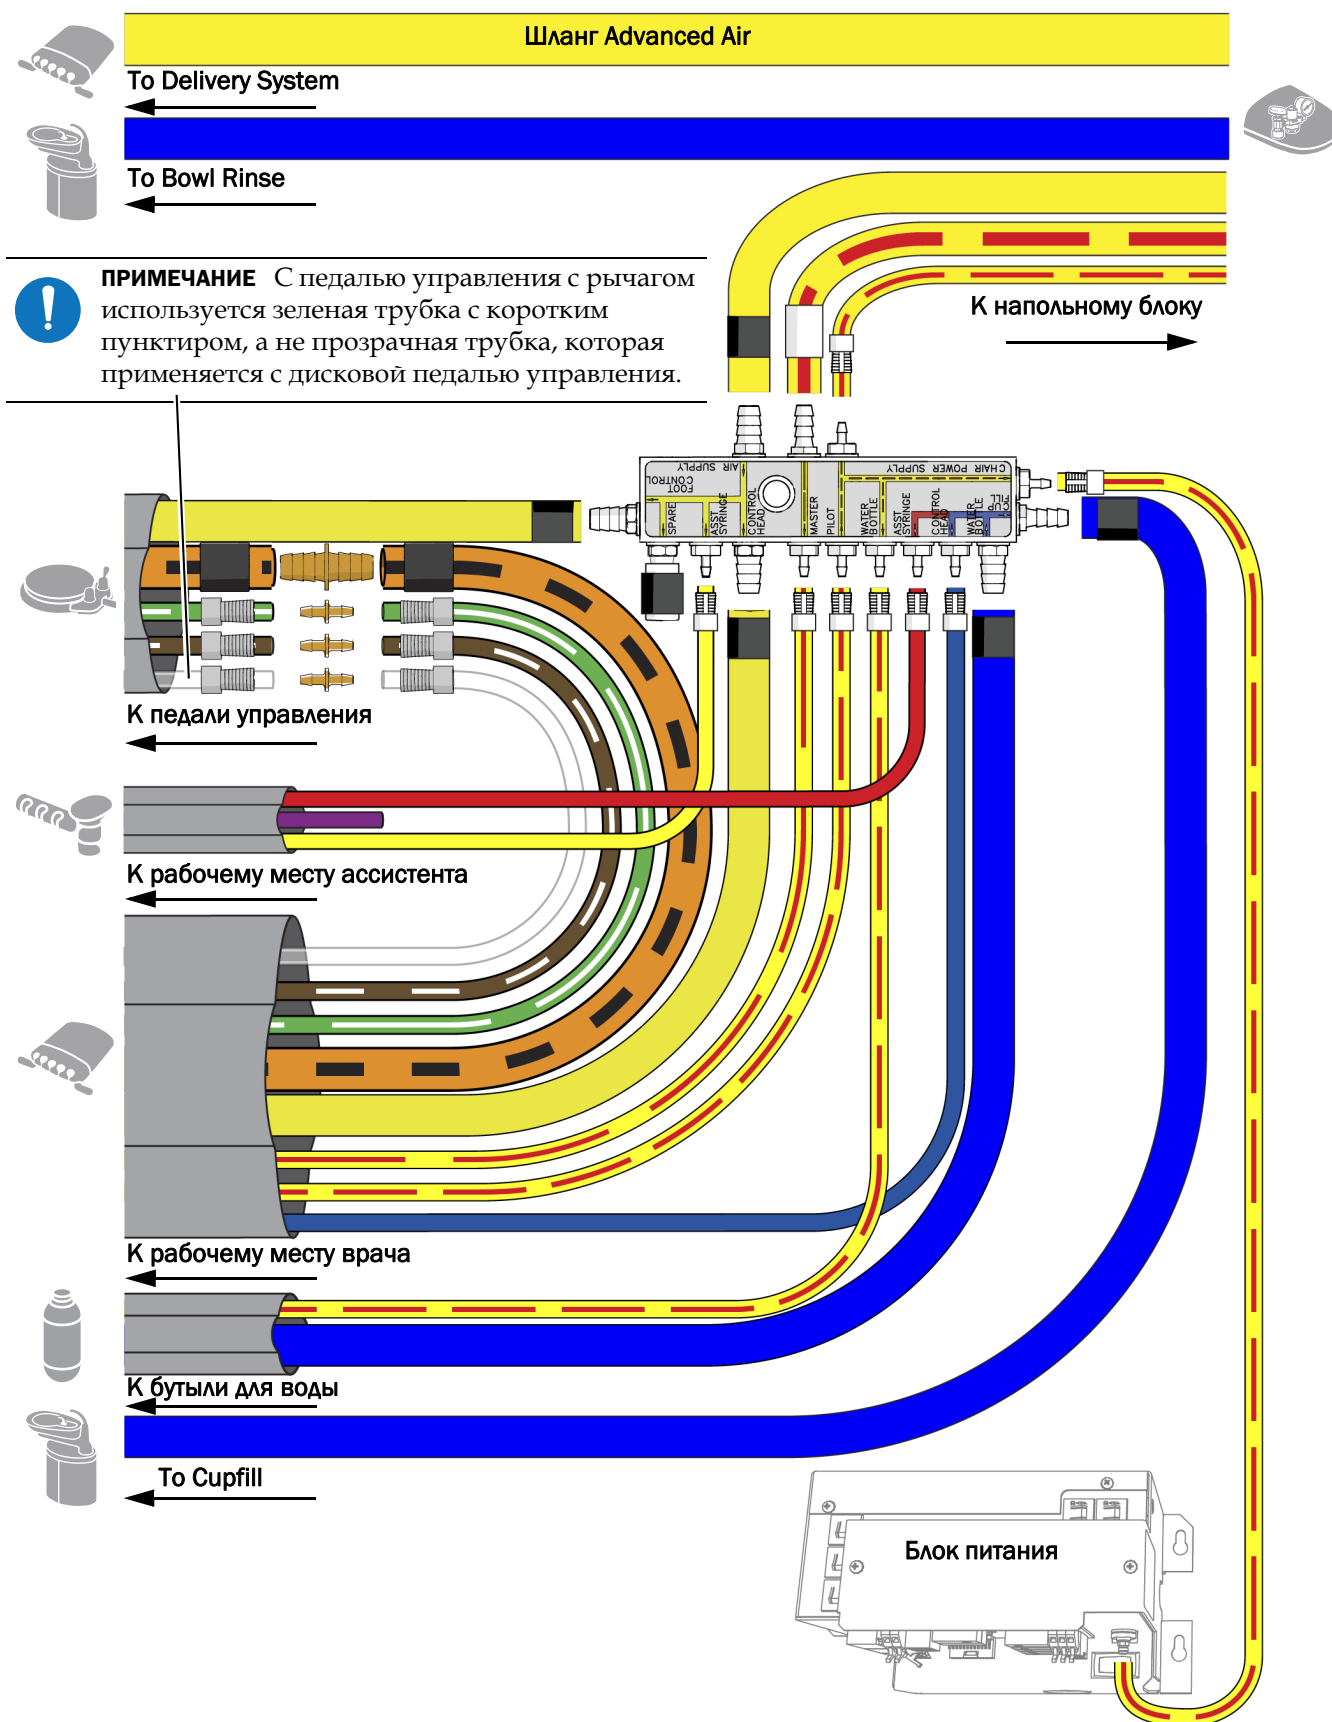 Шланг Advanced Air
To Delivery System
To Bowl Rinse
ПРИМЕЧАНИЕ С педалью управления с рычагом
используется зеленая трубка с коротким
пунктиром, а не прозрачная трубка, которая
применяется с дисковой педалью управления.
К напольному блоку
AIR SUPPLY
CHAIR POWER SUPPLY
FOOT
CONTROL
SPARE
ASST
SYRINGE
CONTROL
HEAD
MASTER
PILOT
WATER
BOTTLE
ASST
SYRINGE
CONTROL
HEAD
WATER
BOTTLE
CUP
FILL
К педали управления
К рабочему месту ассистента
К рабочему месту врача
К бутыли для воды
To Cupfill
Блок питания